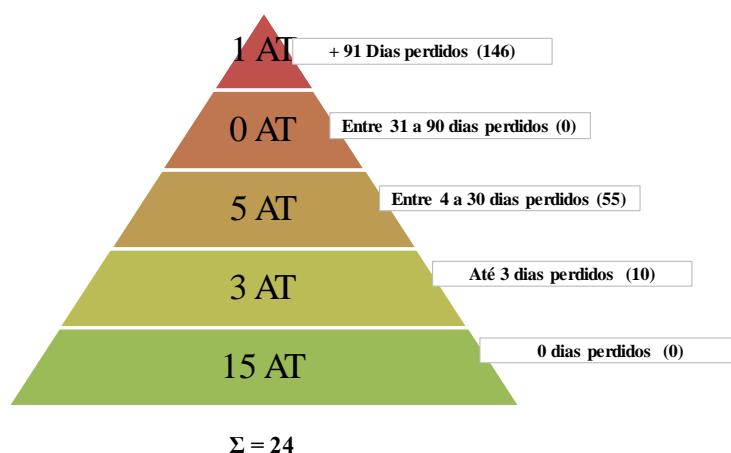 1 AT
+ 91 Dias perdidos (146)
0 AT
Entre 31 a 90 dias perdidos (0)
5 AT
Entre 4 a 30 dias perdidos (55)
3 AT
Até 3 dias perdidos (10)
15 AT
0 dias perdidos (0)
Σ = 24